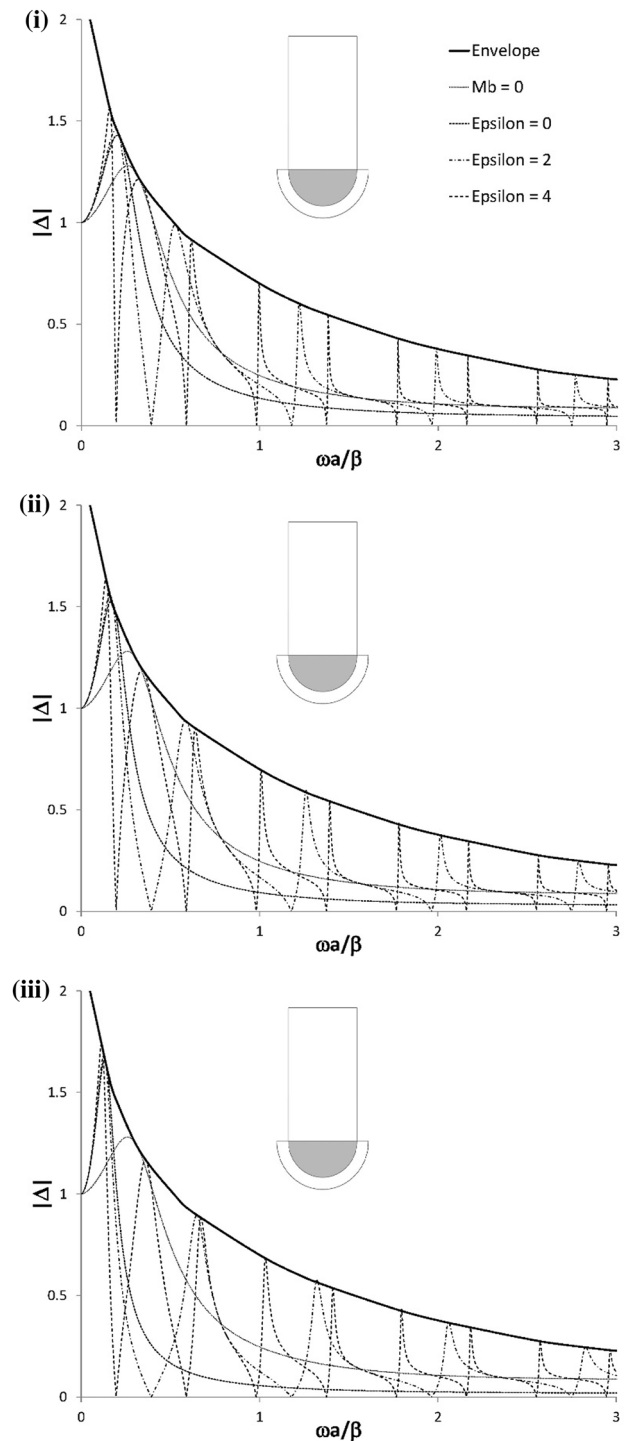 (i)
2
1.5
1
0.5
0
|Δ|
Envelope
Mb = 0
Epsilon = 0
Epsilon = 2
Epsilon = 4
0 1 2 3
ωa/β
(ii)
2
1.5
1
0.5
0
|Δ|
0 1 2 3
ωa/β
(iii)
2
1.5
1
0.5
0
|Δ|
0 1 2 3
ωa/β